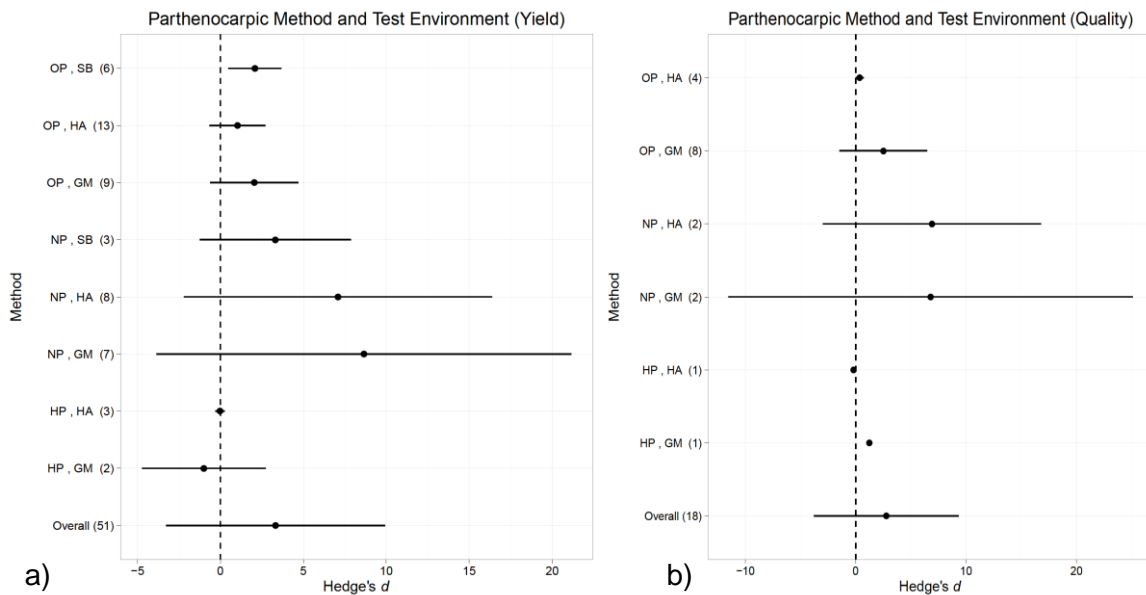 Parthenocarpic Method and Test Environment (Yield)
Method
OP , SB (6)
OP , HA (13)
OP , GM (9)
NP , SB (3)
NP , HA (8)
NP , GM (7)
HP , HA (3)
HP , GM (2)
Overall (51)
-5 0 5 10 15 20
Hedge's d
a)
Parthenocarpic Method and Test Environment (Quality)
Method
OP , HA (4)
OP , GM (8)
NP , HA (2)
NP , GM (2)
HP , HA (1)
HP , GM (1)
Overall (18)
-10 0 10 20
Hedge's d
b)